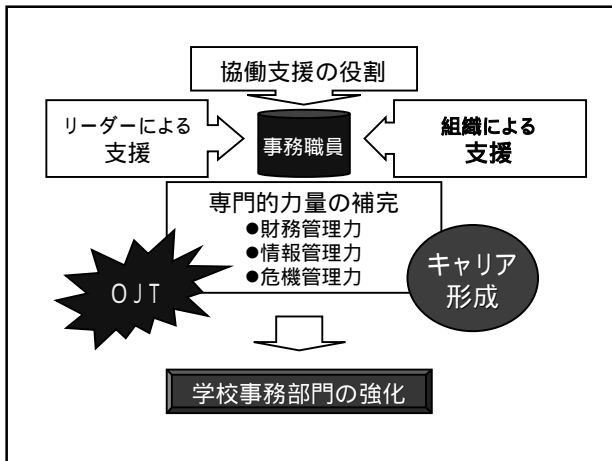 協働支援の役割
リーダーによる
支援
事務職員
組織による
支援
専門的力量の補完
●財務管理力
●情報管理力
●危機管理力
OJT
キャリア
形成
学校事務部門の強化